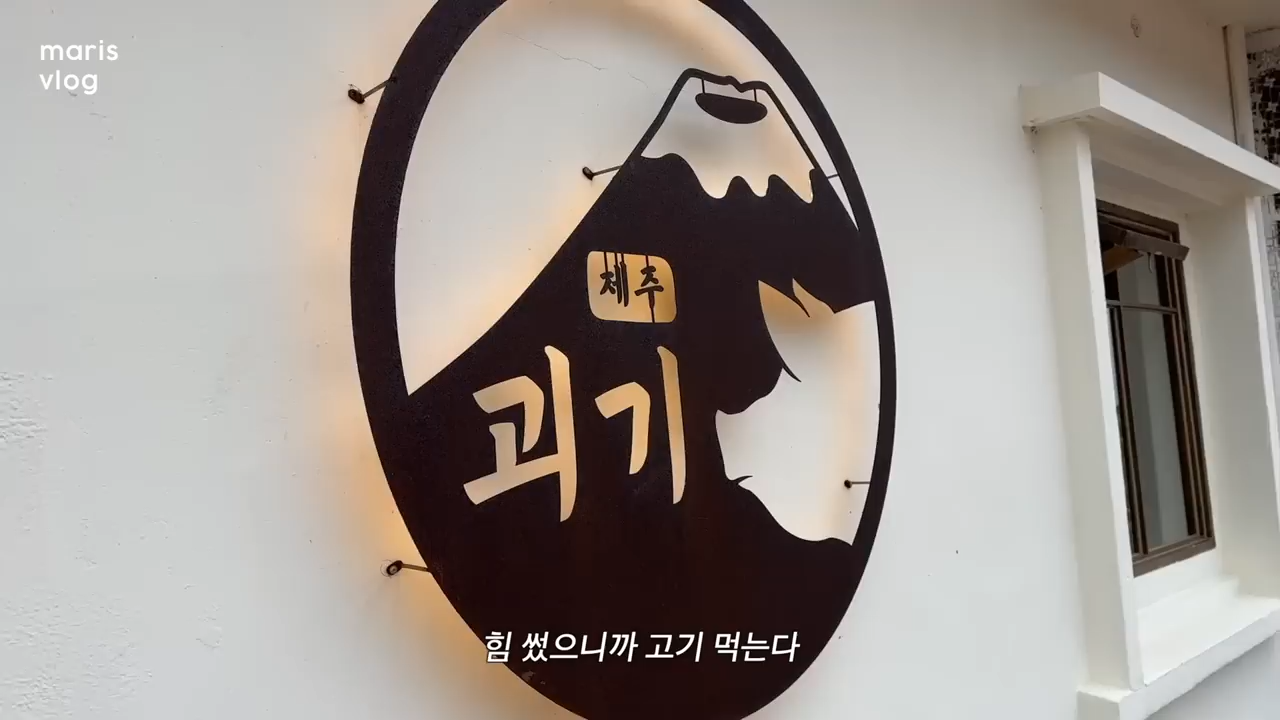 maris
vlog
제주
괴기
힘 썼으니까 고기 먹는다